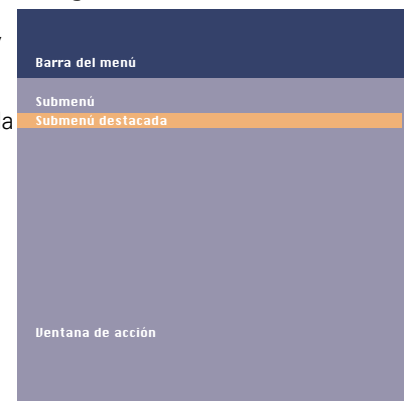 Barra del menú
Submenú
a
Submenú destacada
Ventana de acción